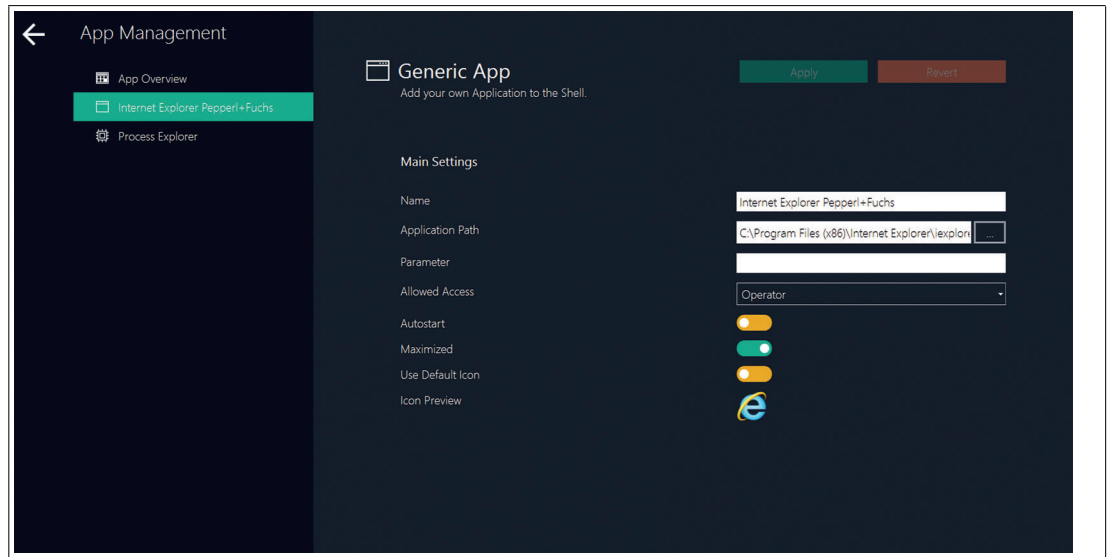 App Management
App Overview
Internet Explorer Pepperl+Fuchs
Process Explorer
Generic App
Add your own Application to the Shell.
Apply
Revert
Main Settings
Name
Internet Explorer Pepperl+Fuchs
Application Path
C:\Program Files (x86)\Internet Explorer\iexplore
...
Parameter
Allowed Access
Operator
Autostart
Maximized
Use Default Icon
Icon Preview